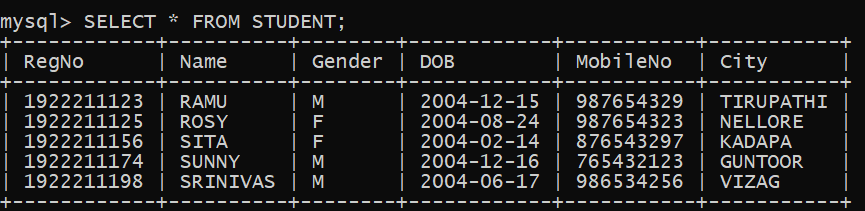 mysql> SELECT * FROM STUDENT;
+------------+----------+--------+------------+-----------+-----------+
| RegNo      | Name     | Gender | DOB        | MobileNo  | City      |
+------------+----------+--------+------------+-----------+-----------+
| 1922211123 | RAMU     | M      | 2004-12-15 | 987654329 | TIRUPATHI |
| 1922211125 | ROSY     | F      | 2004-08-24 | 987654323 | NELLORE   |
| 1922211156 | SITA     | F      | 2004-02-14 | 876543297 | KADAPA    |
| 1922211174 | SUNNY    | M      | 2004-12-16 | 765432123 | GUNTOOR   |
| 1922211198 | SRINIVAS | M      | 2004-06-17 | 986534256 | VIZAG     |
+------------+----------+--------+------------+-----------+-----------+